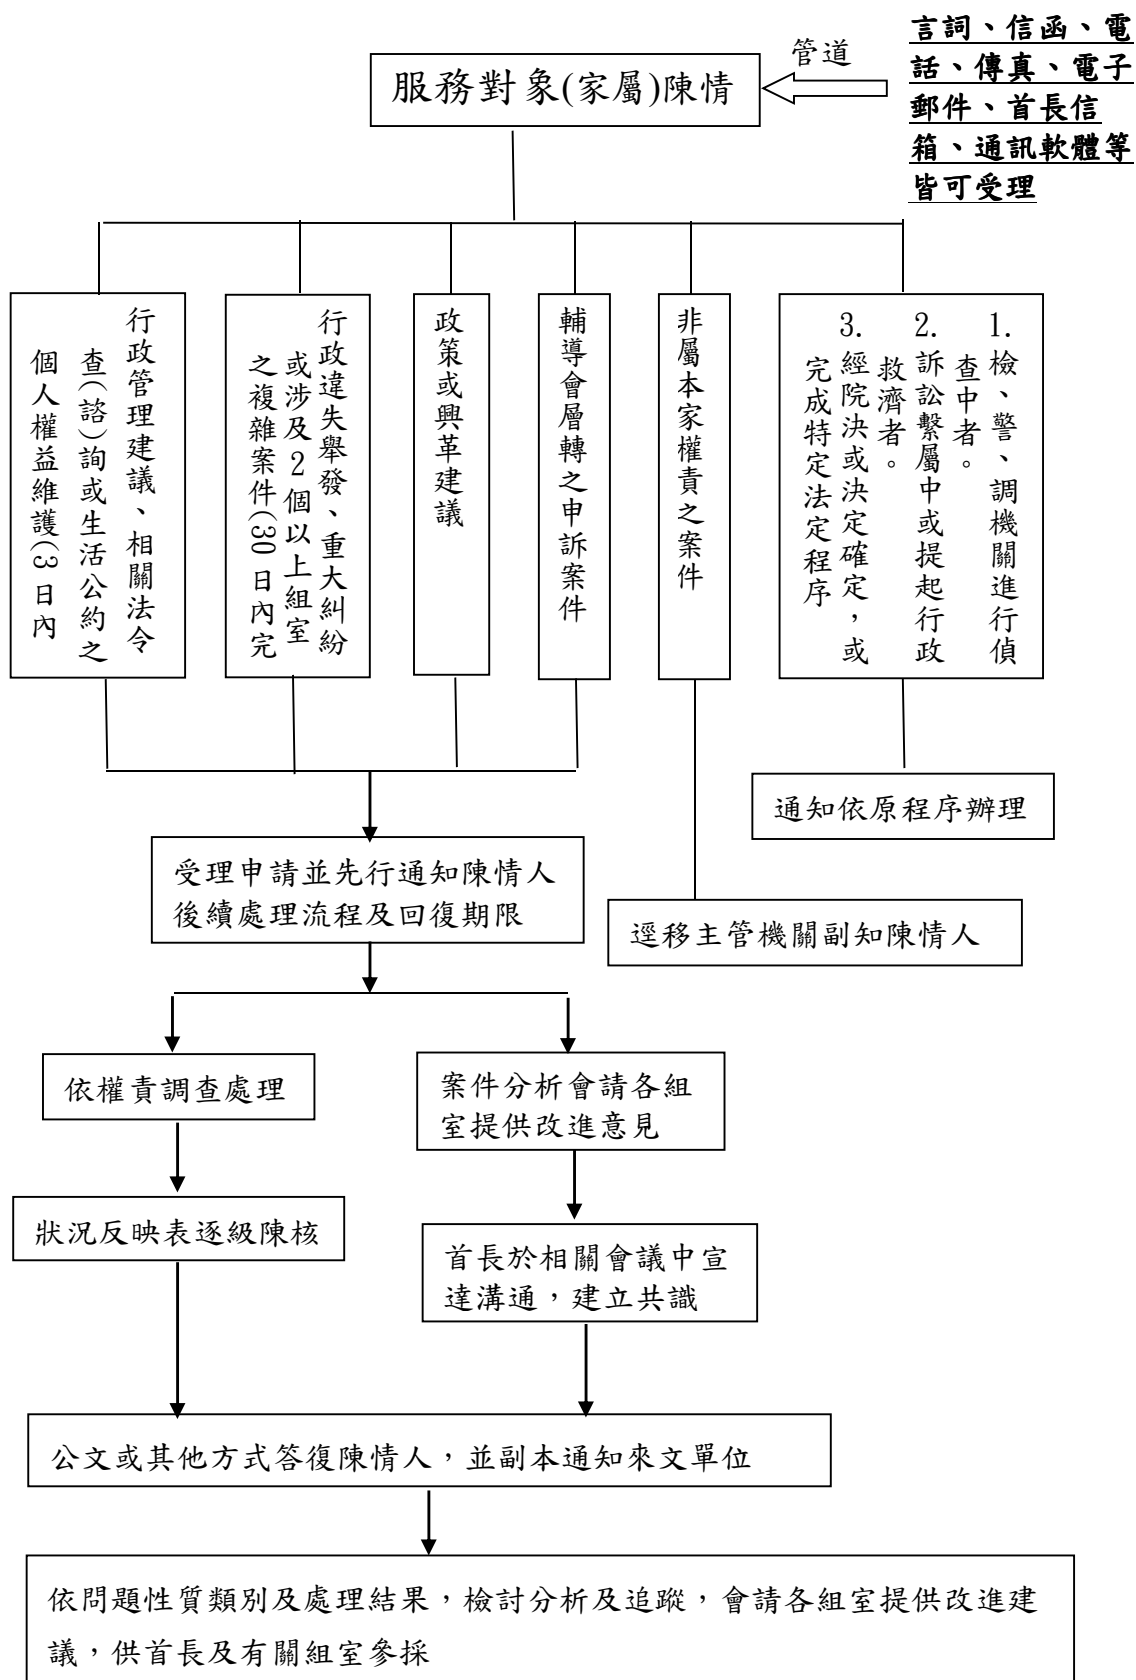 言詞、信函、電
話、傳真、電子
郵件、首長信
箱、通訊軟體等
皆可受理
管道
服務對象(家屬)陳情
行政管理建議、相關法令
查(諮)詢或生活公約之
個人權益維護(3日內
行政違失舉發、重大糾紛
或涉及2個以上組室
之複雜案件(30日內完
政策或興革建議
輔導會層轉之申訴案件
非屬本家權責之案件
1. 檢、警、調機關進行偵
查中者。
2. 訴訟繫屬中或提起行政
救濟者。
3. 經院決或決定確定，或
完成特定法定程序
通知依原程序辦理
受理申請並先行通知陳情人
後續處理流程及回復期限
逕移主管機關副知陳情人
依權責調查處理
案件分析會請各組
室提供改進意見
狀況反映表逐級陳核
首長於相關會議中宣
達溝通，建立共識
公文或其他方式答復陳情人，並副本通知來文單位
依問題性質類別及處理結果，檢討分析及追蹤，會請各組室提供改進建
議，供首長及有關組室參採